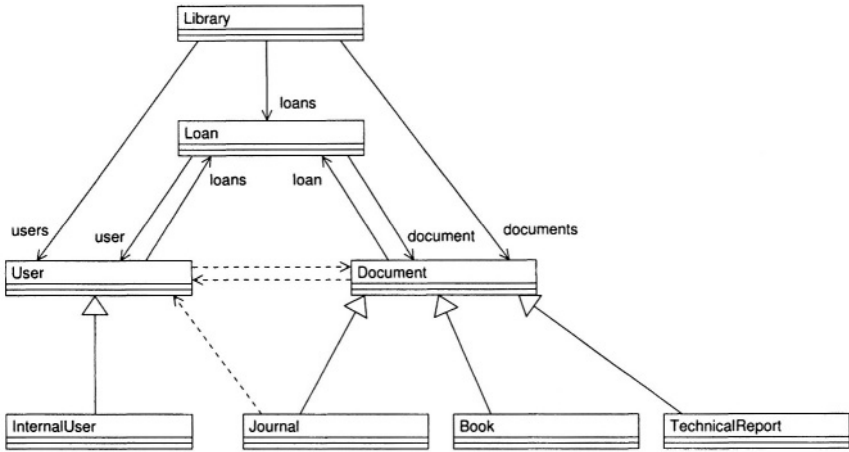 Library
loans
Loan
loans
loan
users
user
document
documents
User
Document
InternalUser
Journal
Book
TechnicalReport